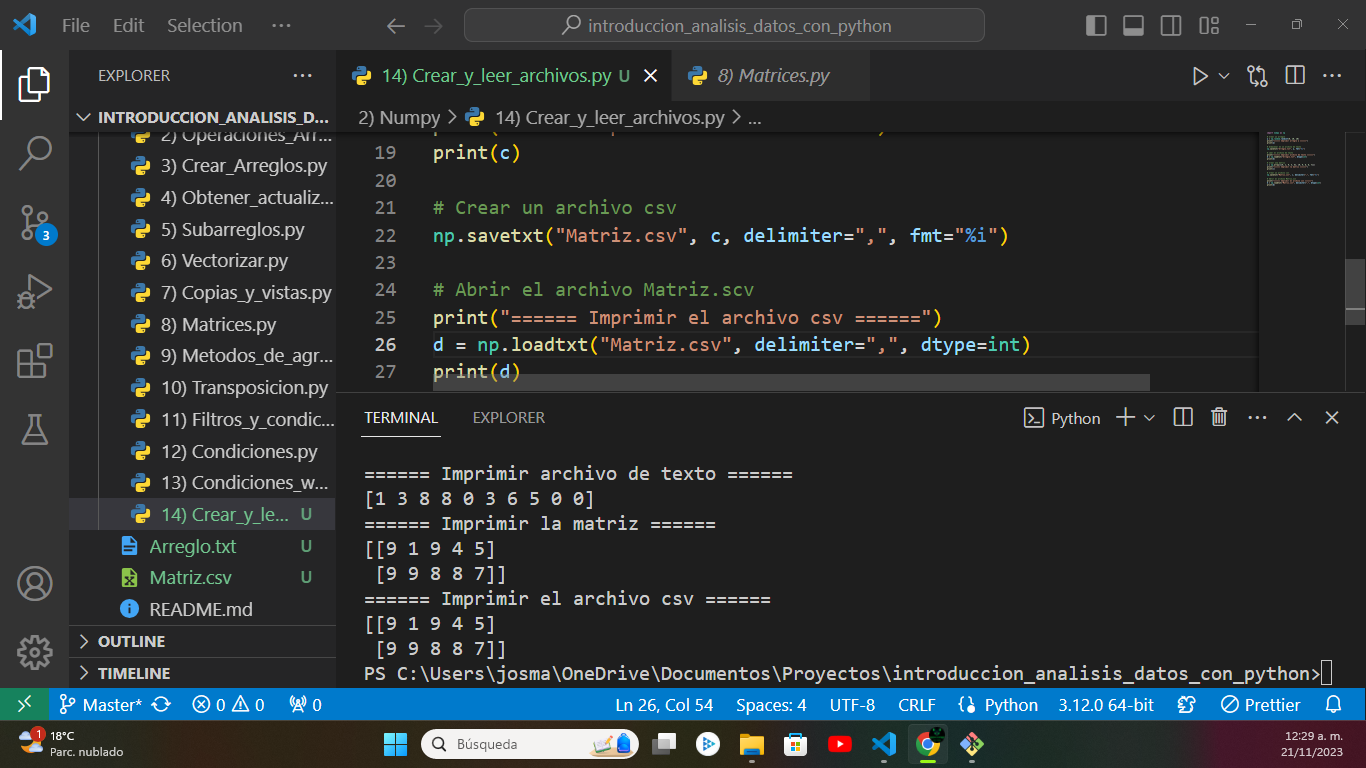 File Edit Selection ··· introduccion_analisis_datos_con_python
EXPLORER ···
INTRODUCCION_ANALISIS_D...
2) Operaciones_Arr...
3) Crear_Arreglos.py
4) Obtener_actualiz...
5) Subarreglos.py
6) Vectorizar.py
7) Copias_y_vistas.py
8) Matrices.py
9) Metodos_de_agr...
10) Transposicion.py
11) Filtros_y_condic...
12) Condiciones.py
13) Condiciones_w...
14) Crear_y_le... U
Arreglo.txt U
Matriz.csv U
README.md
OUTLINE
TIMELINE
3
14) Crear_y_leer_archivos.py U
8) Matrices.py
2) Numpy > 14) Crear_y_leer_archivos.py > ...
19 print(c)
20
21 # Crear un archivo csv
22 np.savetxt("Matriz.csv", c, delimiter=",", fmt="%i")
23
24 # Abrir el archivo Matriz.scv
25 print("====== Imprimir el archivo csv ======")
26 d = np.loadtxt("Matriz.csv", delimiter=",", dtype=int)
27 print(d)
TERMINAL EXPLORER Python
====== Imprimir archivo de texto ======
[1 3 8 8 0 3 6 5 0 0]
====== Imprimir la matriz ======
[[9 1 9 4 5]
[9 9 8 8 7]]
====== Imprimir el archivo csv ======
[[9 1 9 4 5]
[9 9 8 8 7]]
PS C:\Users\josma\OneDrive\Documentos\Proyectos\introduccion_analisis_datos_con_python>
Master* 0 0 0 Ln 26, Col 54 Spaces: 4 UTF-8 CRLF Python 3.12.0 64-bit Prettier
1
18°C
Parc. nublado
Búsqueda
12:29 a. m.
21/11/2023